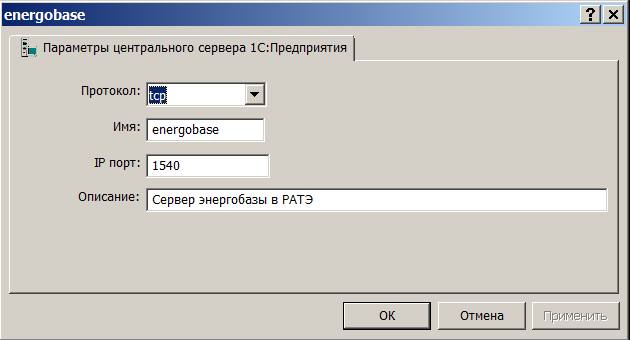 energobase
Параметры центрального сервера 1С:Предприятия
Протокол: tcp
Имя: energobase
IP порт: 1540
Описание: Сервер энергобазы в РАТЭ
OK Отмена Применить